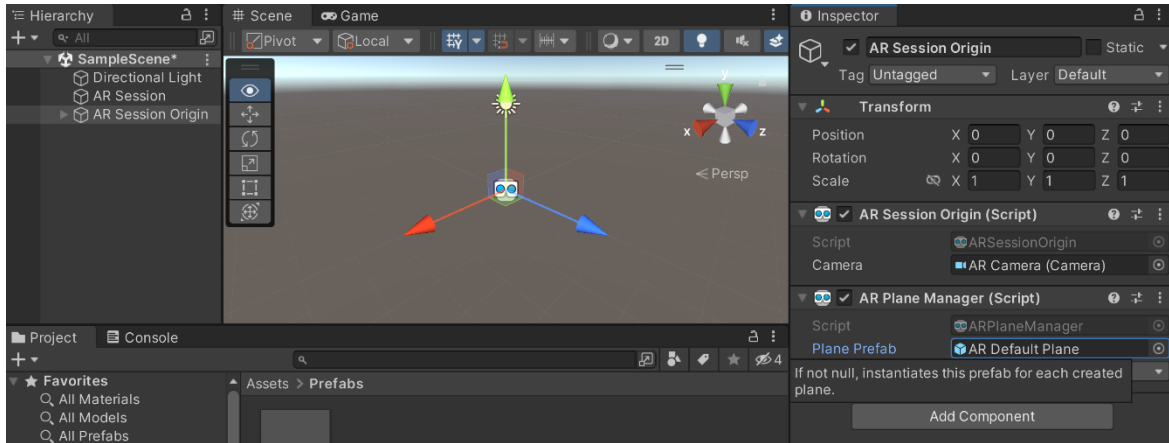 Hierarchy
All
SampleScene*
Directional Light
AR Session
AR Session Origin
Scene
Game
Pivot
Local
2D
y
x
z
Persp
Project
Console
4
Favorites
All Materials
All Models
All Prefabs
Assets > Prefabs
Inspector
AR Session Origin
Static
Tag Untagged
Layer Default
Transform
Position X 0 Y 0 Z 0
Rotation X 0 Y 0 Z 0
Scale X 1 Y 1 Z 1
AR Session Origin (Script)
Script ARSessionOrigin
Camera AR Camera (Camera)
AR Plane Manager (Script)
Script ARPlaneManager
Plane Prefab AR Default Plane
If not null, instantiates this prefab for each created
plane.
Add Component